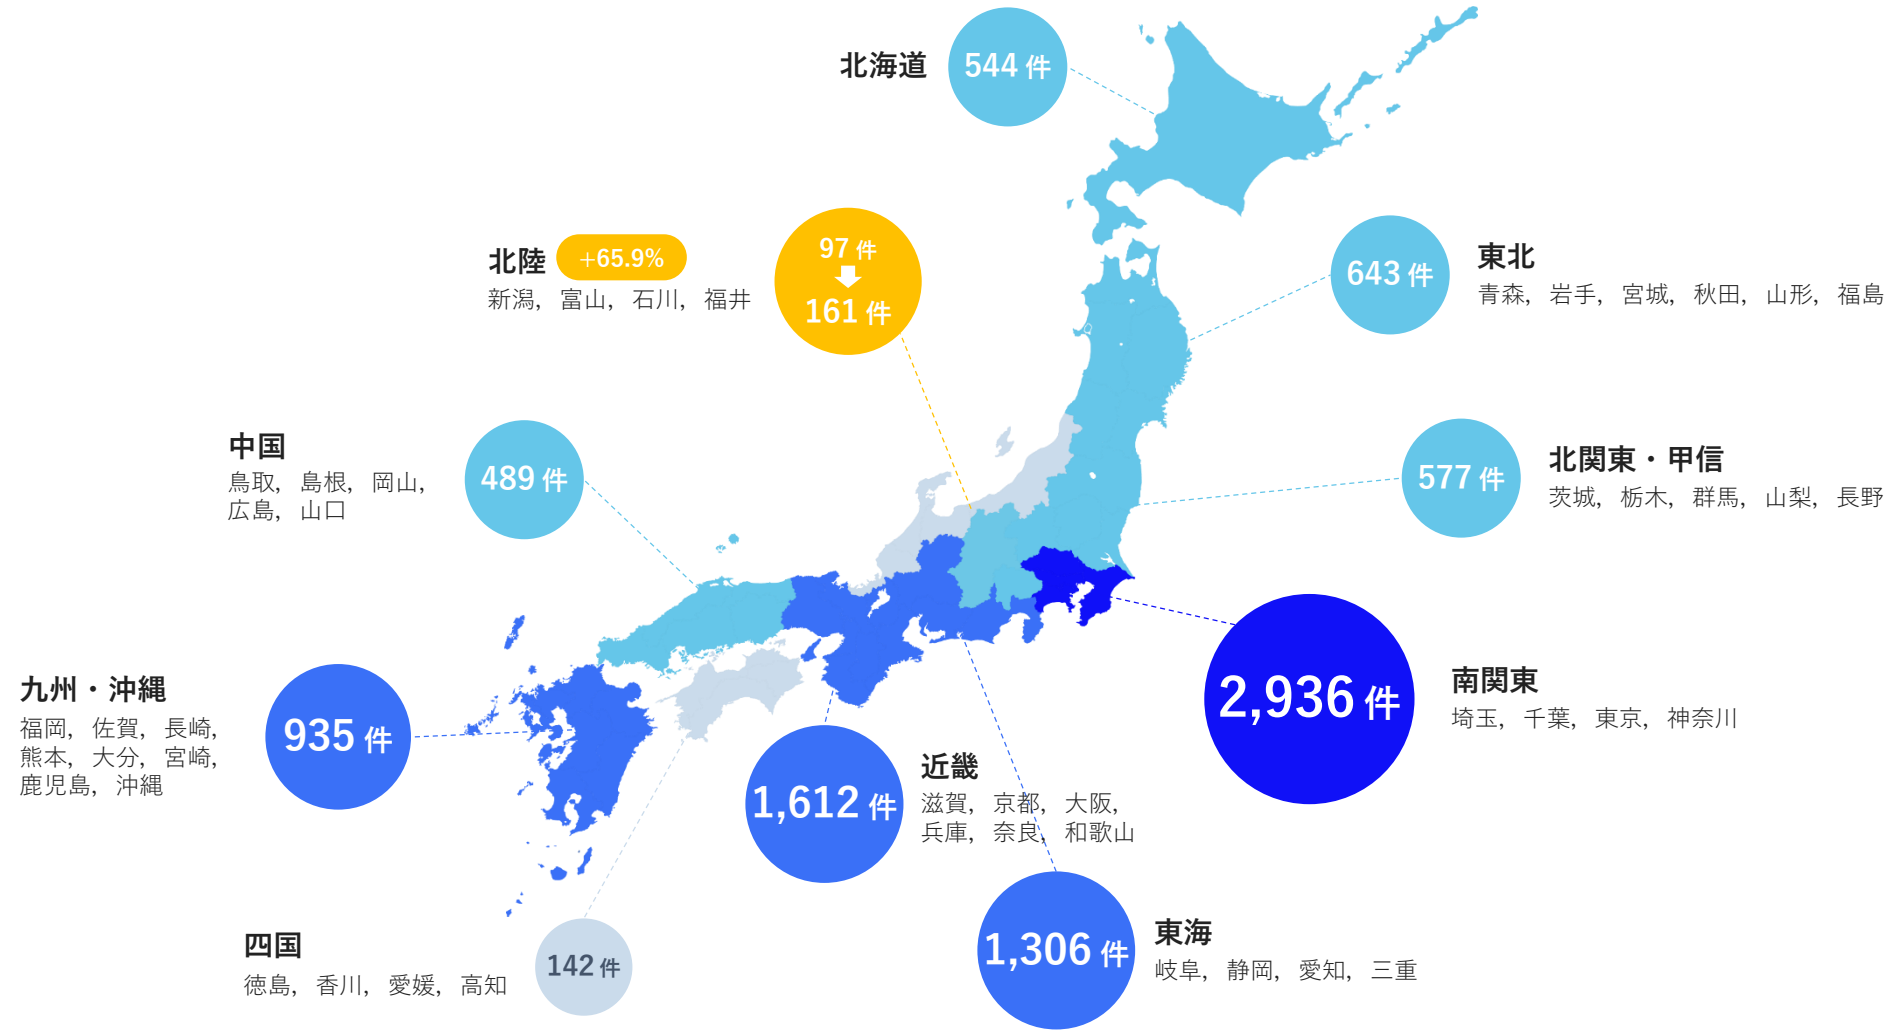 北海道
544 件
北陸
+65.9%
新潟, 富山, 石川, 福井
97 件
161 件
643 件
東北
青森, 岩手, 宮城, 秋田, 山形, 福島
中国
鳥取, 島根, 岡山,
広島, 山口
489 件
577 件
北関東・甲信
茨城, 栃木, 群馬, 山梨, 長野
九州・沖縄
福岡, 佐賀, 長崎,
熊本, 大分, 宮崎,
鹿児島, 沖縄
935 件
2,936 件
南関東
埼玉, 千葉, 東京, 神奈川
1,612 件
近畿
滋賀, 京都, 大阪,
兵庫, 奈良, 和歌山
四国
徳島, 香川, 愛媛, 高知
142 件
1,306 件
東海
岐阜, 静岡, 愛知, 三重